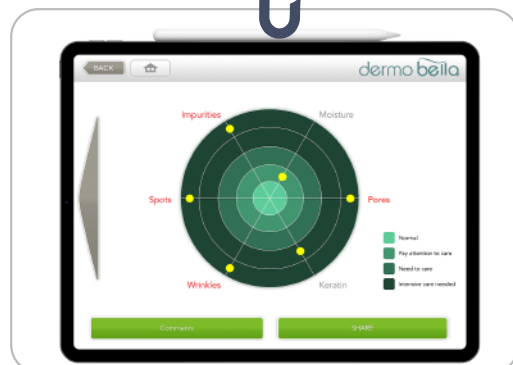 BACK
dermo bella
Impurities
Moisture
Spots
Pores
Wrinkles
Keratin
Normal
Pay attention to care
Need to care
Intensive care needed
Comments
SHARE